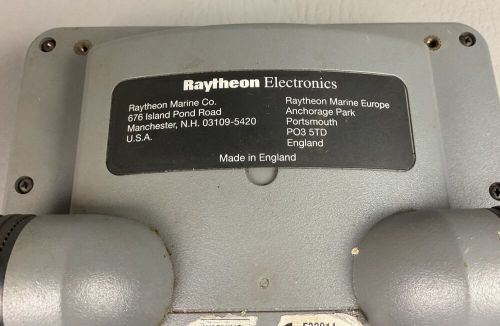 Raytheon Electronics
Raytheon Marine Co.
676 Island Pond Road
Manchester, N.H. 03109-5420
U.S.A.
Raytheon Marine Europe
Anchorage Park
Portsmouth
PO3 5TD
England
Made in England